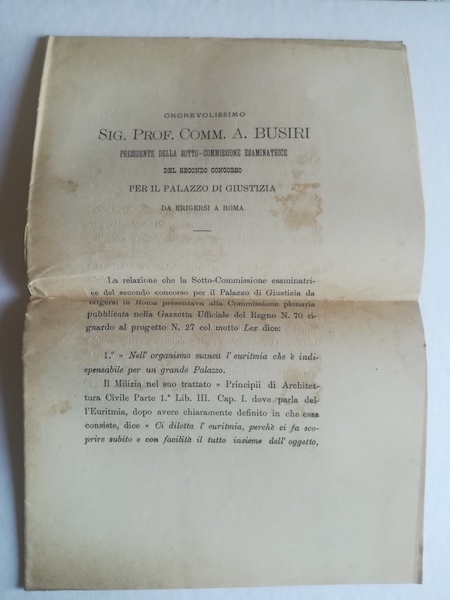 ONOREVOLISSIMO
SIG. PROF. COMM. A. BUSIRI
PRESIDENTE DELLA SOTTO-COMMISSIONE ESAMINATRICE
DEL SECONDO CONCORSO
PER IL PALAZZO DI GIUSTIZIA
DA ERIGERSI A ROMA
La relazione che la Sotto-Commissione esaminatri-
ce del secondo concorso per il Palazzo di Giustizia da
erigersi in Roma presentava alla Commissione plenaria
pubblicata nella Gazzetta Ufficiale del Regno N. 70 ri-
guardo al progetto N. 27 col motto Lex dice:
1.° » Nell' organismo manca l' euritmia che è indi-
spensabile per un grande Palazzo.
Il Milizia nel suo trattato » Principii di Architet-
tura Civile Parte 1.ª Lib. III. Cap. I. dove parla del-
l'Euritmia, dopo avere chiaramente definito in che essa
consiste, dice » Ci diletta l' euritmia, perchè ci fa sco-
prire subito e con facilità il tutto insieme dell' oggetto,